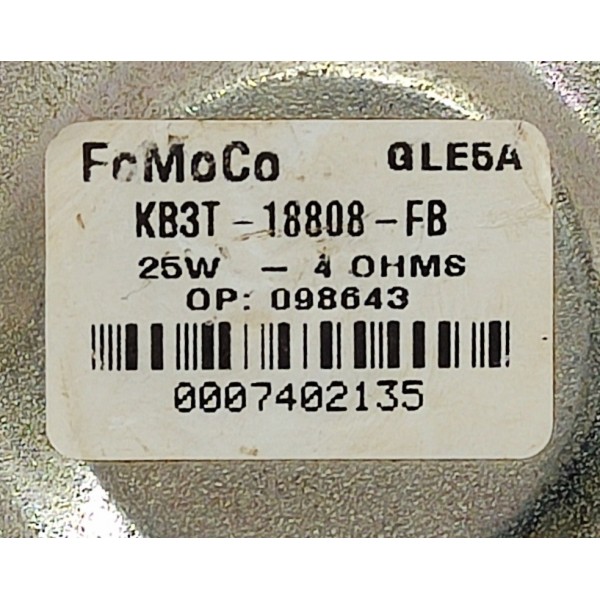 FoMoCo GLE5A
KB3T-18808-FB
25W - 4 OHMS
OP: 098643
0007402135